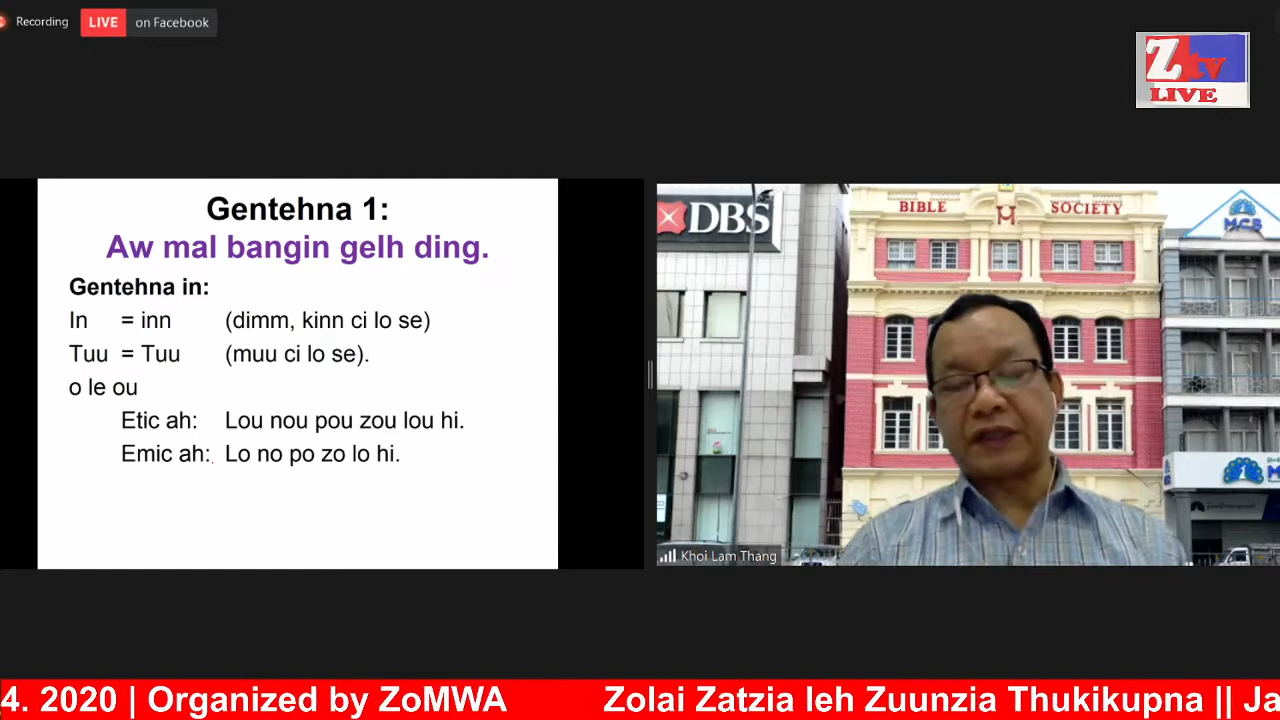 Recording LIVE on Facebook
Ztv
LIVE
Gentehna 1:
Aw mal bangin gelh ding.
Gentehna in:
In = inn (dimm, kinn ci lo se)
Tuu = Tuu (muu ci lo se).
o le ou
Etic ah: Lou nou pou zou lou hi.
Emic ah: Lo no po zo lo hi.
DBS
BIBLE SOCIETY
MCB
Khoi Lam Thang
4. 2020 | Organized by ZoMWA Zolai Zatzia leh Zuunzia Thukikupna || Ja